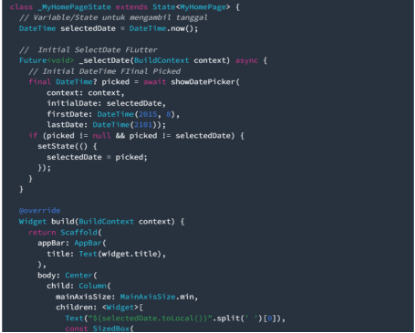 class _MyHomePageState extends State<MyHomePage> {
// Variable/State untuk mengambil tanggal
DateTime selectedDate = DateTime.now();
//  Initial SelectDate FLutter
Future<void> _selectDate(BuildContext context) async {
// Initial DateTime FIinal Picked
final DateTime? picked = await showDatePicker(
context: context,
initialDate: selectedDate,
firstDate: DateTime(2015, 8),
lastDate: DateTime(2101));
if (picked != null && picked != selectedDate) {
setState(() {
selectedDate = picked;
});
}
}
@override
Widget build(BuildContext context) {
return Scaffold(
appBar: AppBar(
title: Text(widget.title),
),
body: Center(
child: Column(
mainAxisSize: MainAxisSize.min,
children: <Widget>[
Text("${selectedDate.toLocal()}".split(' ')[0]),
const SizedBox(